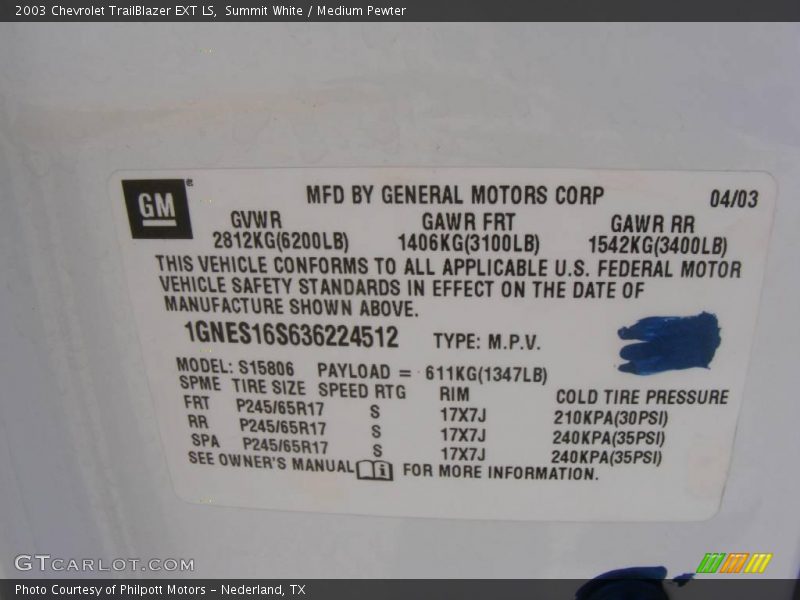 2003 Chevrolet TrailBlazer EXT LS,  Summit White / Medium Pewter
GM
MFD BY GENERAL MOTORS CORP 04/03
GVWR GAWR FRT GAWR RR
2812KG(6200LB) 1406KG(3100LB) 1542KG(3400LB)
THIS VEHICLE CONFORMS TO ALL APPLICABLE U.S. FEDERAL MOTOR
VEHICLE SAFETY STANDARDS IN EFFECT ON THE DATE OF
MANUFACTURE SHOWN ABOVE.
1GNES16S636224512 TYPE: M.P.V.
MODEL: S15806 PAYLOAD = 611KG(1347LB)
SPME TIRE SIZE SPEED RTG RIM COLD TIRE PRESSURE
FRT P245/65R17 S 17X7J 210KPA(30PSI)
RR P245/65R17 S 17X7J 240KPA(35PSI)
SPA P245/65R17 S 17X7J 240KPA(35PSI)
SEE OWNER'S MANUAL i FOR MORE INFORMATION.
GTCARLOT.COM
Photo Courtesy of Philpott Motors – Nederland, TX